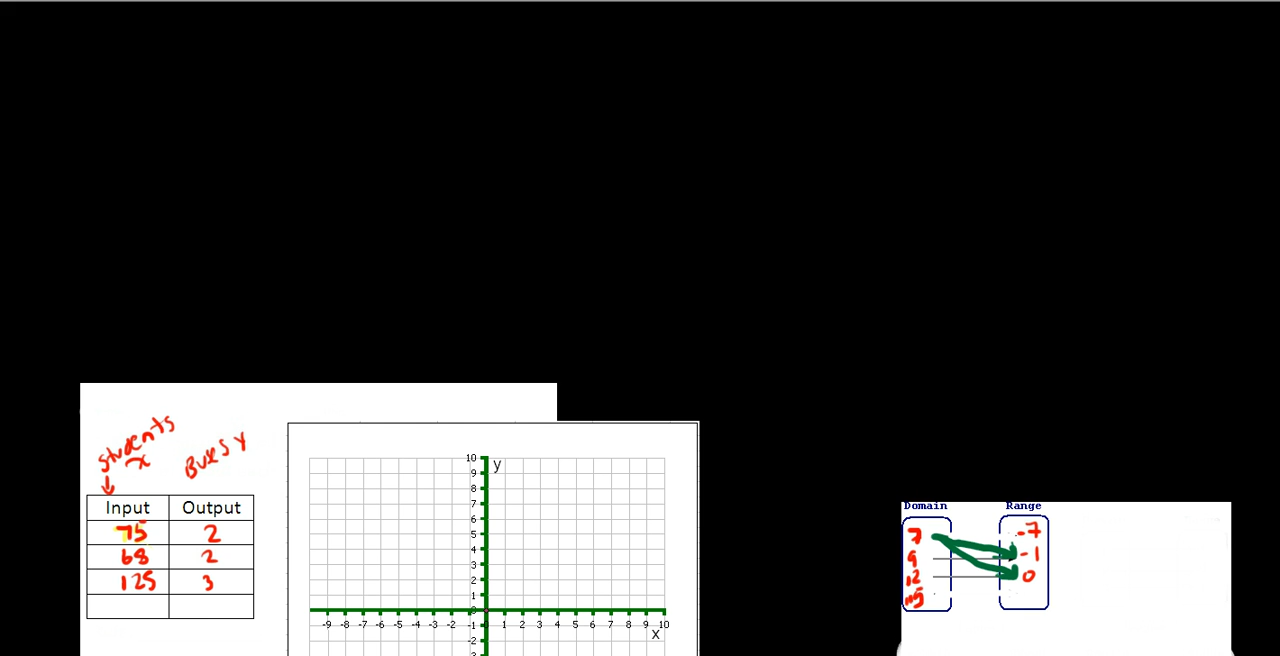 students
x
Buses y
Input Output
75 2
68 2
125 3
10
y
9
8
7
6
5
4
3
2
1
0
-9 -8 -7 -6 -5 -4 -3 -2 -1 1 2 3 4 5 6 7 8 9 10
x
-2
Domain Range
7 -7
9 -1
12 0